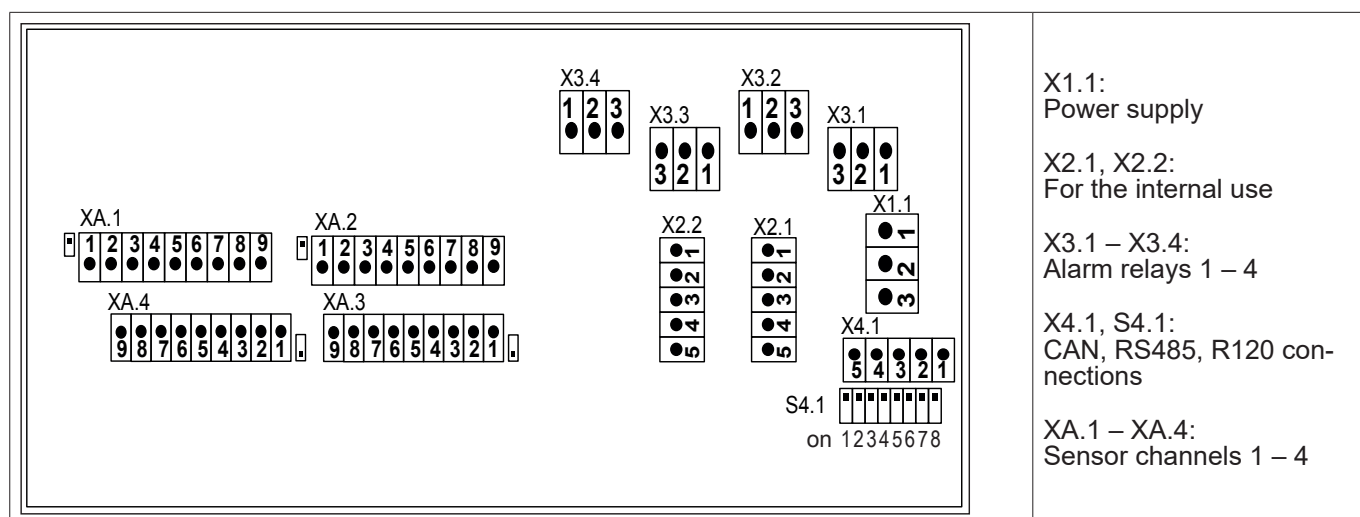 X3.4
1 2 3
X3.3
3 2 1
X3.2
1 2 3
X3.1
3 2 1
XA.1
1 2 3 4 5 6 7 8 9
XA.2
1 2 3 4 5 6 7 8 9
XA.4
9 8 7 6 5 4 3 2 1
XA.3
9 8 7 6 5 4 3 2 1
X2.2
1
2
3
4
5
X2.1
1
2
3
4
5
X1.1
1
2
3
X4.1
5 4 3 2 1
S4.1
on 12345678
X1.1:
Power supply
X2.1, X2.2:
For the internal use
X3.1 – X3.4:
Alarm relays 1 – 4
X4.1, S4.1:
CAN, RS485, R120 con-
nections
XA.1 – XA.4:
Sensor channels 1 – 4